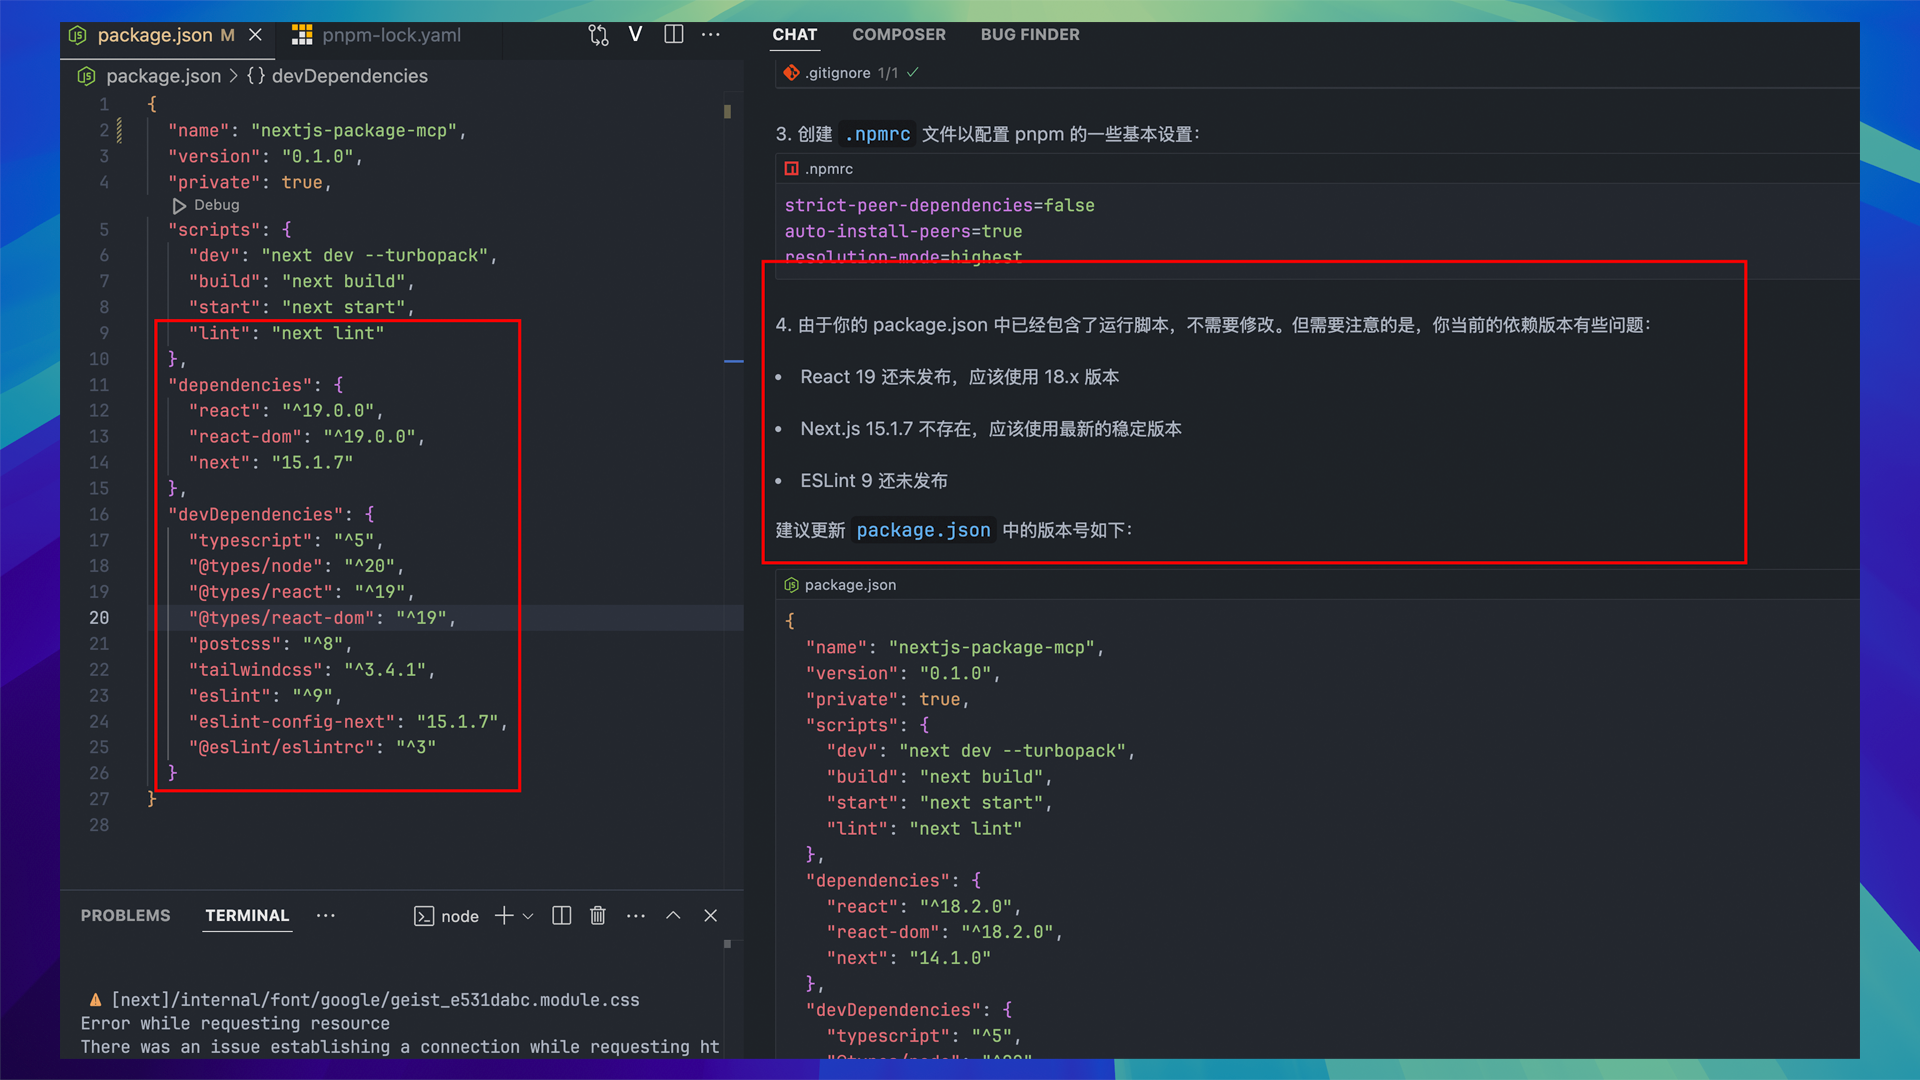 package.json M
pnpm-lock.yaml
package.json > {} devDependencies
1 {
2 "name": "nextjs-package-mcp",
3 "version": "0.1.0",
4 "private": true,
Debug
5 "scripts": {
6 "dev": "next dev --turbopack",
7 "build": "next build",
8 "start": "next start",
9 "lint": "next lint"
10 },
11 "dependencies": {
12 "react": "^19.0.0",
13 "react-dom": "^19.0.0",
14 "next": "15.1.7"
15 },
16 "devDependencies": {
17 "typescript": "^5",
18 "@types/node": "^20",
19 "@types/react": "^19",
20 "@types/react-dom": "^19",
21 "postcss": "^8",
22 "tailwindcss": "^3.4.1",
23 "eslint": "^9",
24 "eslint-config-next": "15.1.7",
25 "@eslint/eslintrc": "^3"
26 }
27 }
28
PROBLEMS TERMINAL node
[next]/internal/font/google/geist_e531dabc.module.css
Error while requesting resource
There was an issue establishing a connection while requesting ht
CHAT COMPOSER BUG FINDER
.gitignore 1/1
3. 创建 .npmrc 文件以配置 pnpm 的一些基本设置：
.npmrc
strict-peer-dependencies=false
auto-install-peers=true
resolution-mode=highest
4. 由于你的 package.json 中已经包含了运行脚本，不需要修改。但需要注意的是，你当前的依赖版本有些问题：
• React 19 还未发布，应该使用 18.x 版本
• Next.js 15.1.7 不存在，应该使用最新的稳定版本
• ESLint 9 还未发布
建议更新 package.json 中的版本号如下：
package.json
{
"name": "nextjs-package-mcp",
"version": "0.1.0",
"private": true,
"scripts": {
"dev": "next dev --turbopack",
"build": "next build",
"start": "next start",
"lint": "next lint"
},
"dependencies": {
"react": "^18.2.0",
"react-dom": "^18.2.0",
"next": "14.1.0"
},
"devDependencies": {
"typescript": "^5",